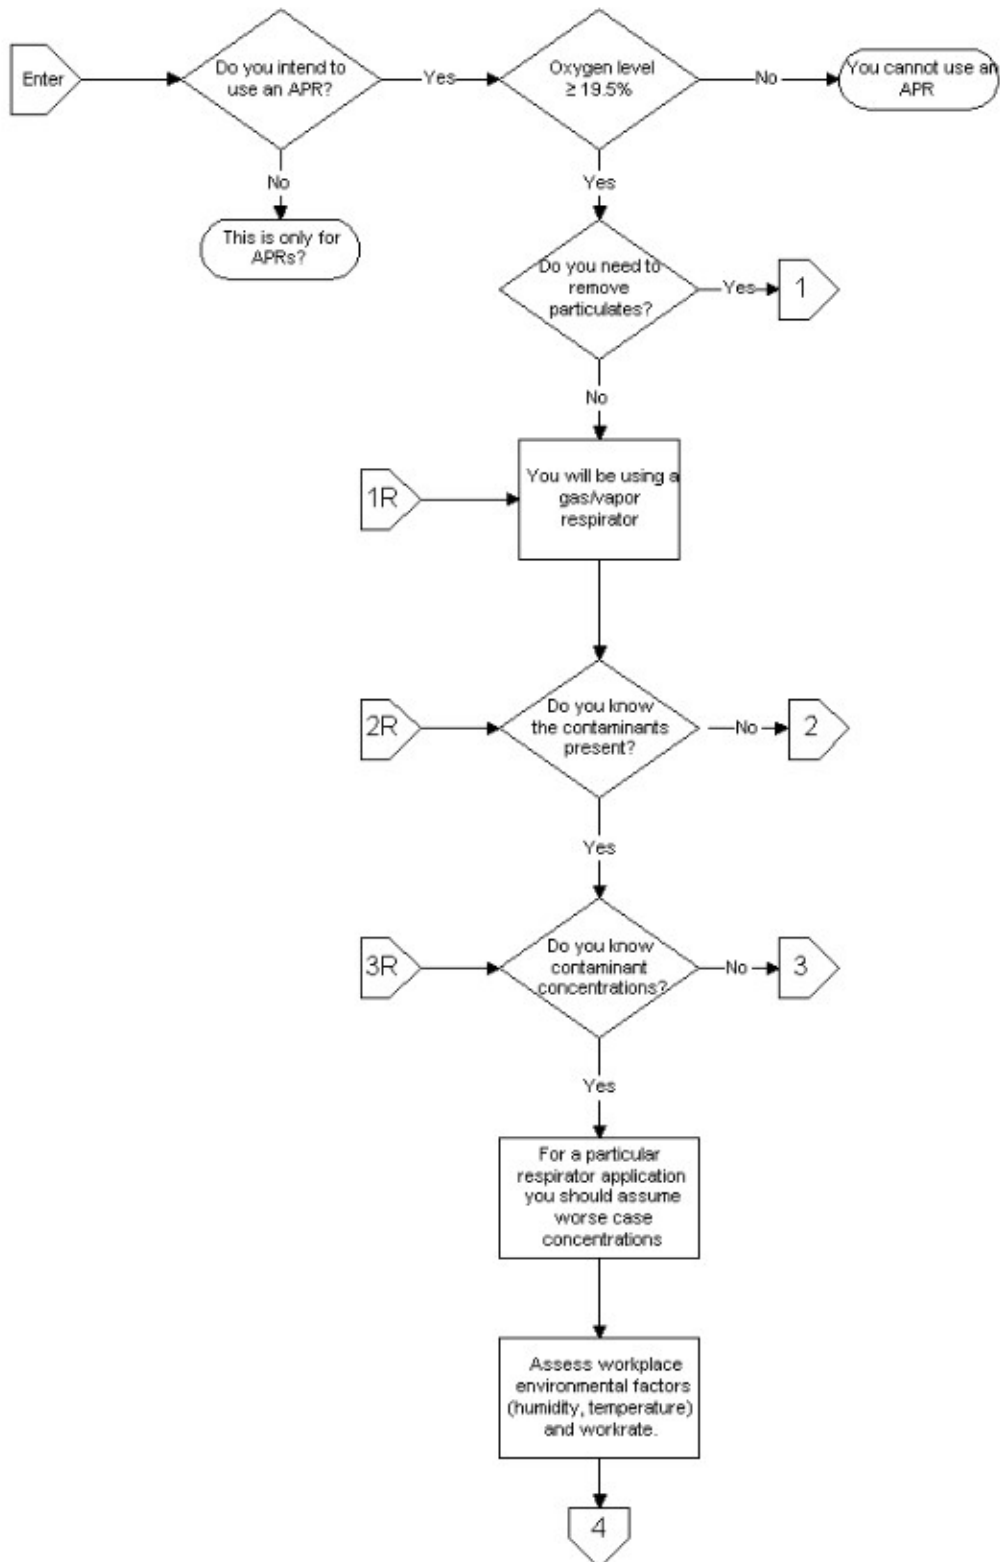 Enter
Do you intend to
use an APR?
Yes
Oxygen level
≥ 19.5%
No
You cannot use an
APR
No
This is only for
APRs?
Yes
Do you need to
remove
particulates?
Yes
1
No
1R
You will be using a
gas/vapor
respirator
2R
Do you know
the contaminants
present?
No
2
Yes
3R
Do you know
contaminant
concentrations?
No
3
Yes
For a particular
respirator application
you should assume
worse case
concentrations
Assess workplace
environmental factors
(humidity, temperature)
and workrate.
4